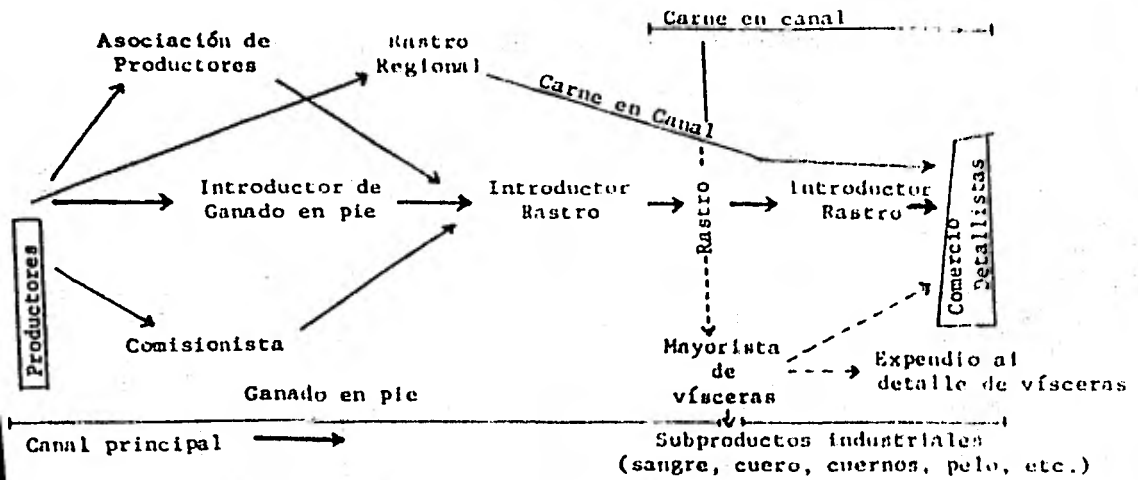 Carne en canal
Asociación de
Productores
Rastro
Regional
Carne en Canal
Productores
Introductor de
Ganado en pie
Introductor
Rastro
Rastro
Introductor
Rastro
Comercio
Detallistas
Comisionista
Mayorista
de
vísceras
Expendio al
detallo de vísceras
Ganado en pie
Canal principal
Subproductos industriales
(sangre, cuero, cuernos, pelo, etc.)